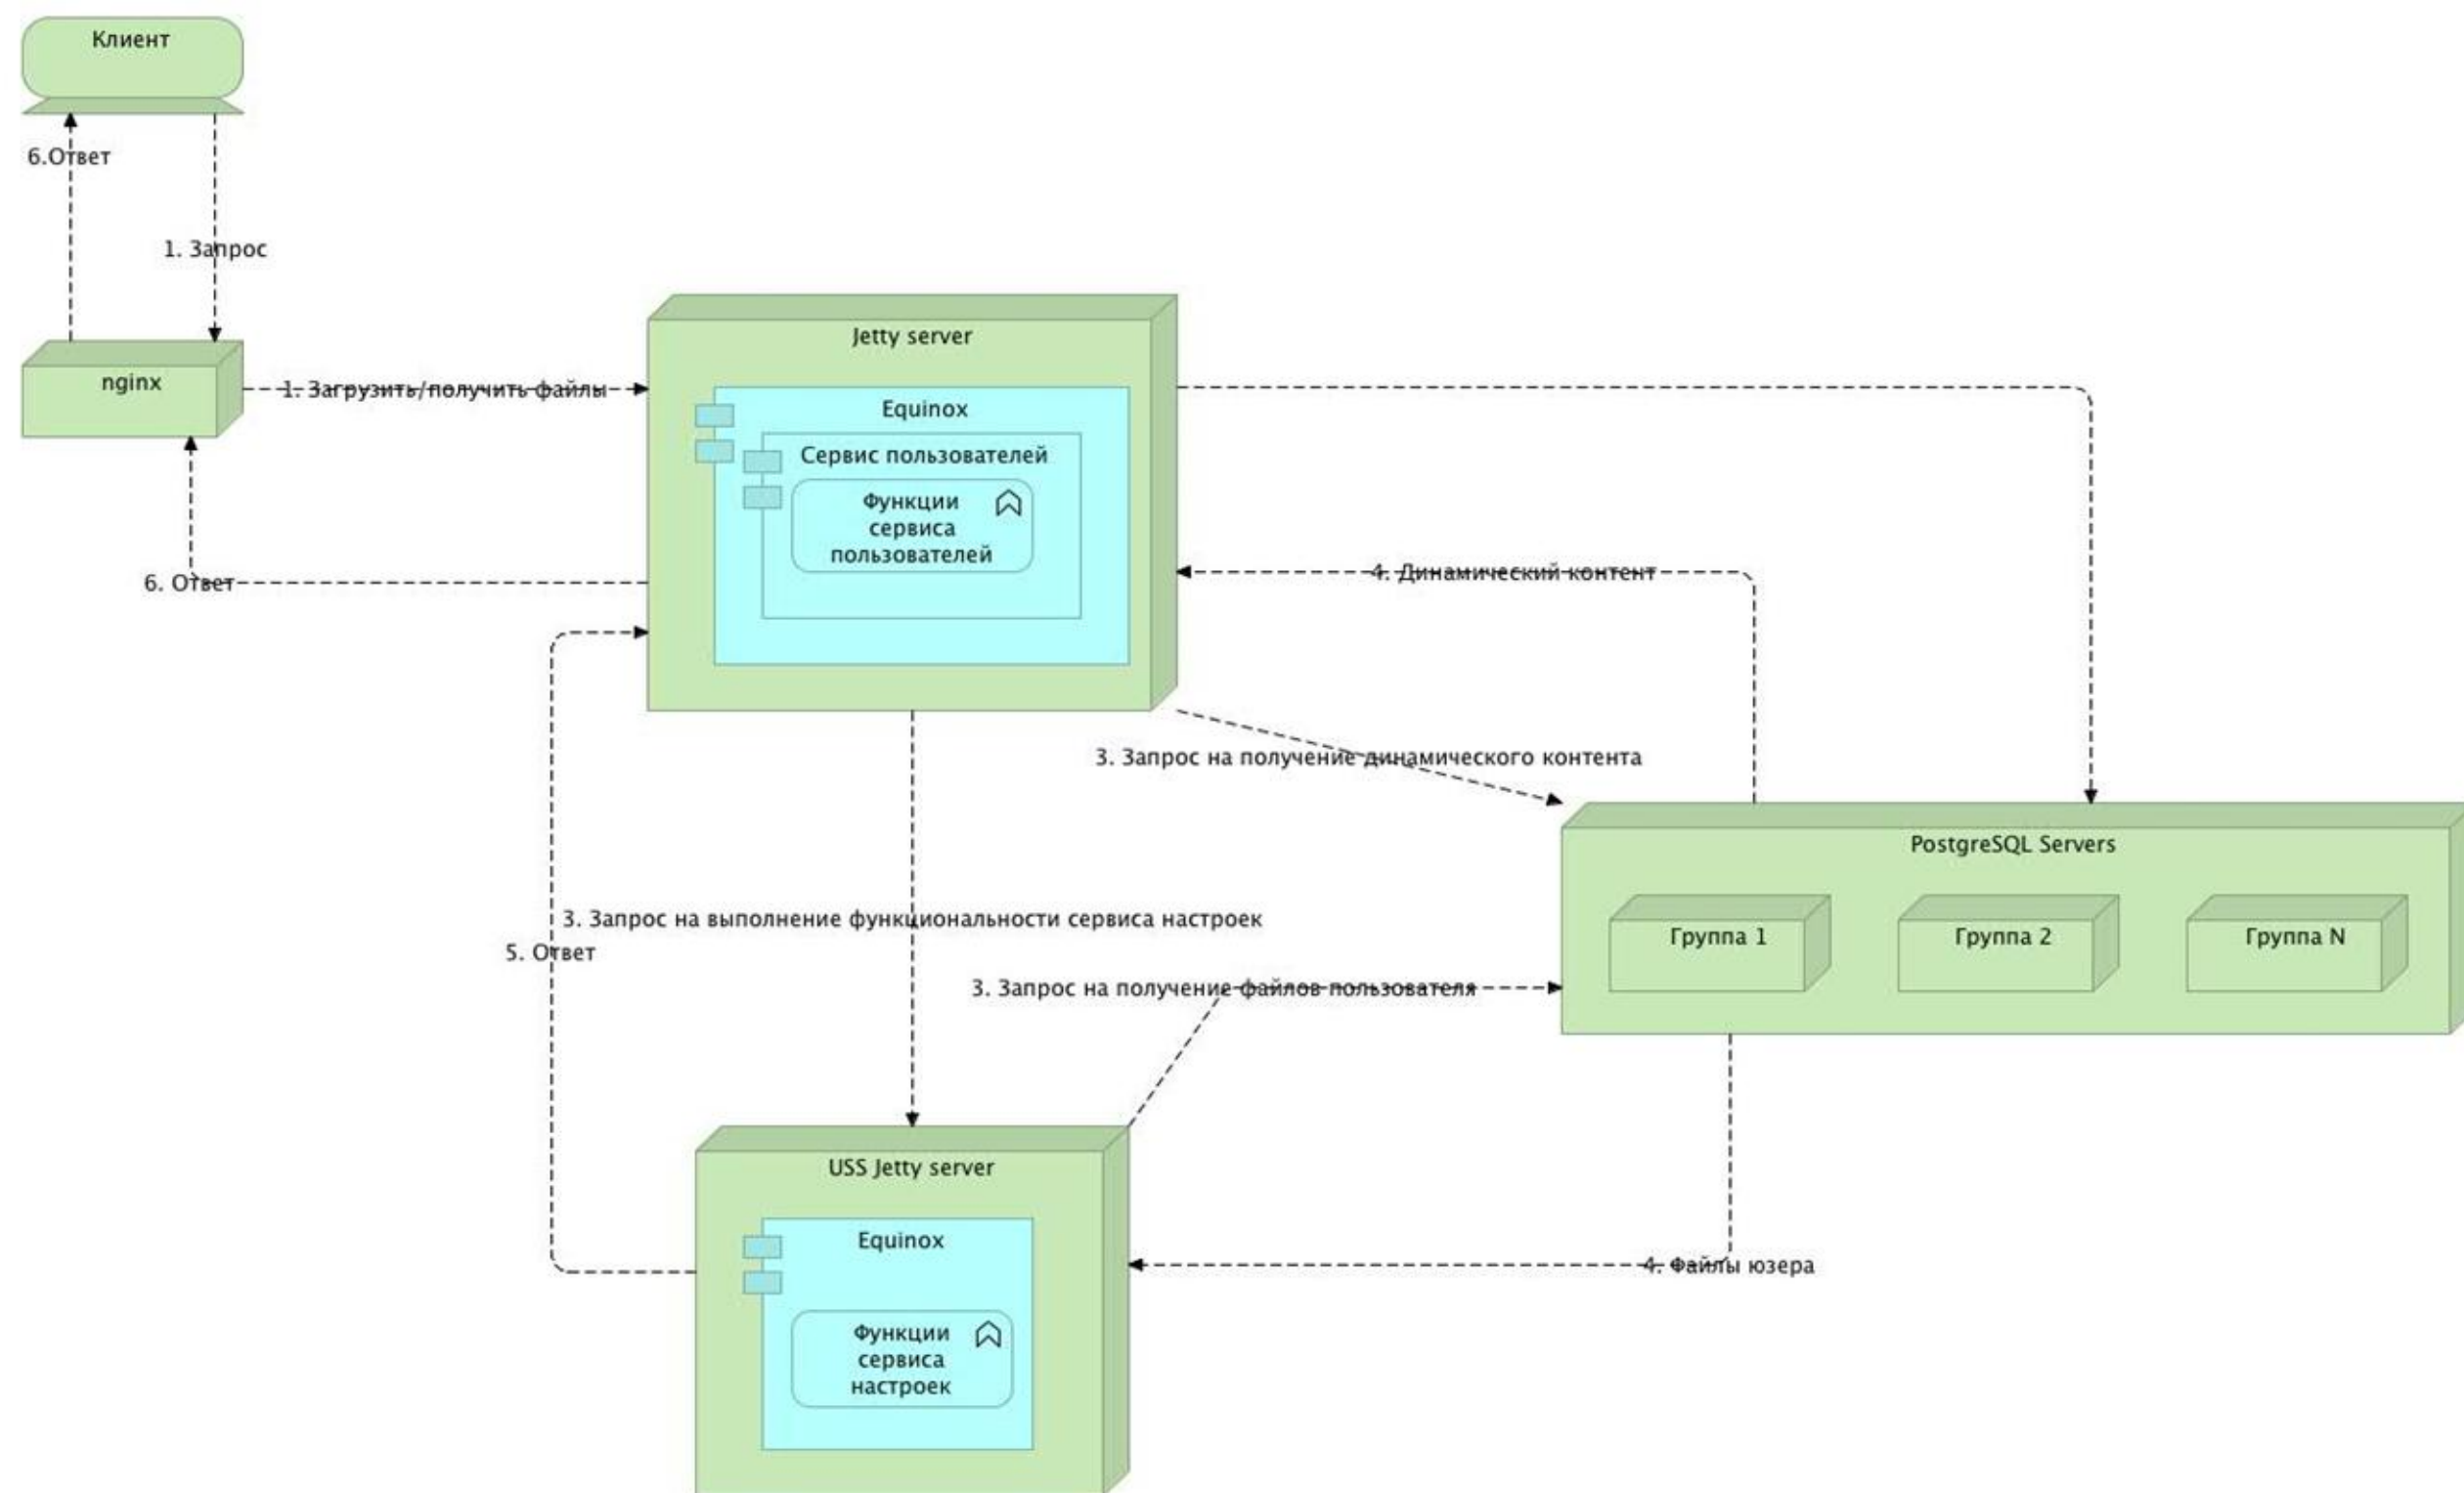 Клиент
6.Ответ
1. Запрос
nginx
1. Загрузить/получить файлы
6. Ответ
Jetty server
Equinox
Сервис пользователей
Функции
сервиса
пользователей
4. Динамический контент
3. Запрос на получение динамического контента
PostgreSQL Servers
Группа 1
Группа 2
Группа N
3. Запрос на выполнение функциональности сервиса настроек
5. Ответ
3. Запрос на получение файлов пользователя
USS Jetty server
Equinox
Функции
сервиса
настроек
4. Файлы юзера